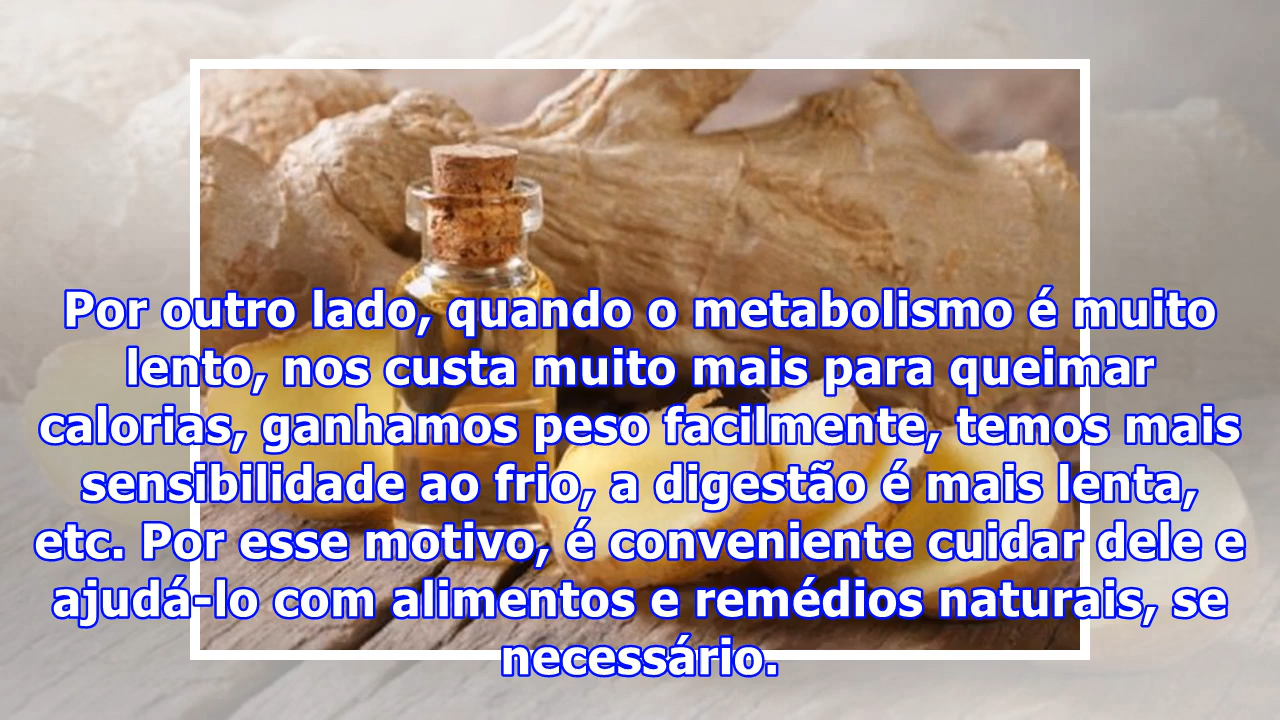 Por outro lado, quando o metabolismo é muito
lento, nos custa muito mais para queimar
calorias, ganhamos peso facilmente, temos mais
sensibilidade ao frio, a digestão é mais lenta,
etc. Por esse motivo, é conveniente cuidar dele e
ajudá-lo com alimentos e remédios naturais, se
necessário.